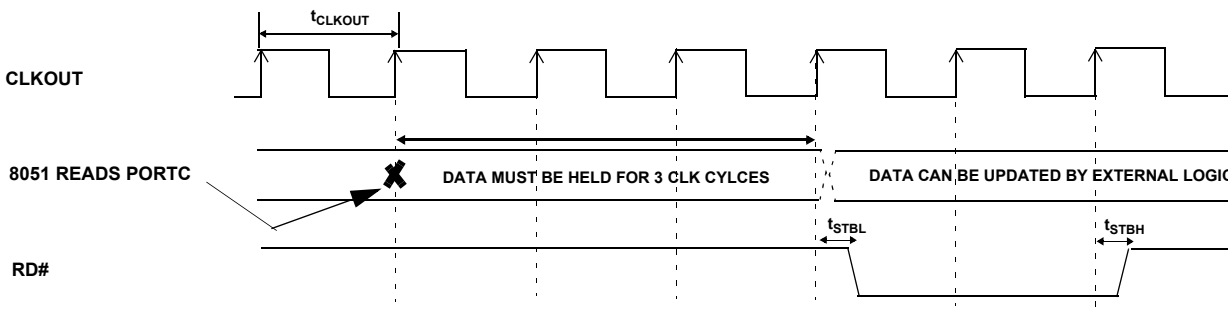 tCLKOUT
CLKOUT
8051 READS PORTC
DATA MUST BE HELD FOR 3 CLK CYLCES
DATA CAN BE UPDATED BY EXTERNAL LOGIC
tSTBL
tSTBH
RD#